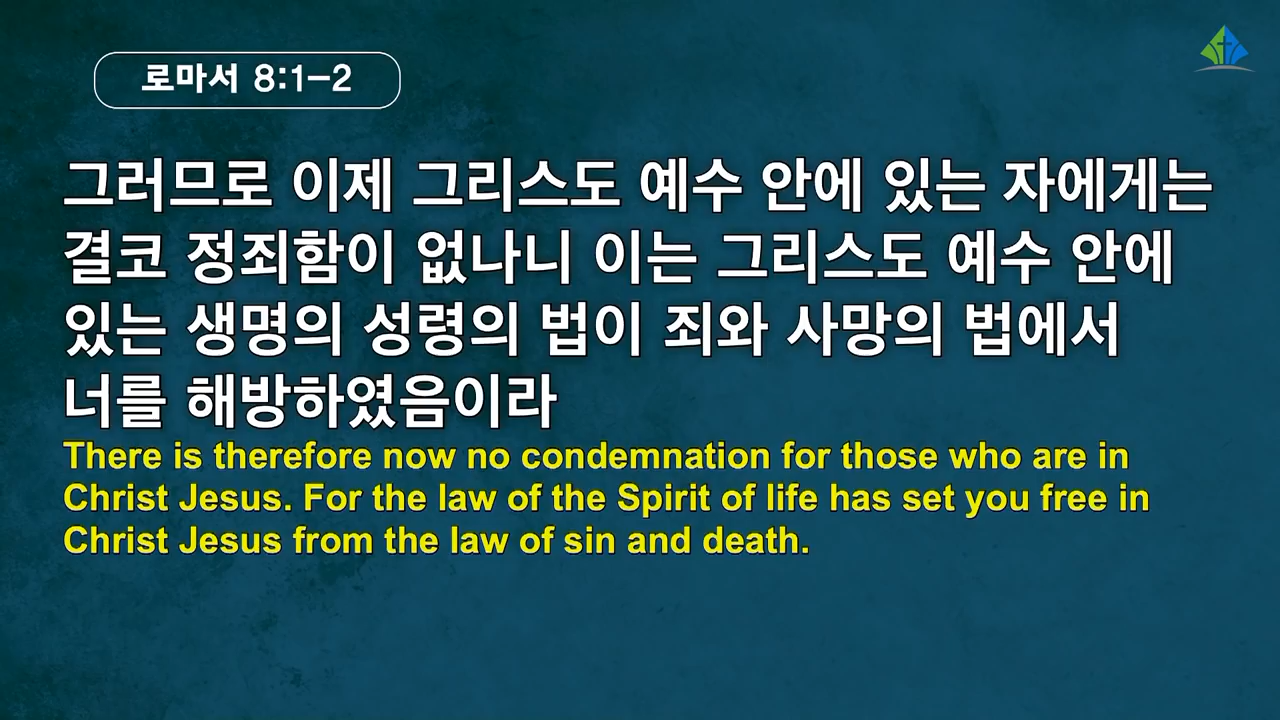 로마서 8:1-2
그러므로 이제 그리스도 예수 안에 있는 자에게는
결코 정죄함이 없나니 이는 그리스도 예수 안에
있는 생명의 성령의 법이 죄와 사망의 법에서
너를 해방하였음이라
There is therefore now no condemnation for those who are in
Christ Jesus. For the law of the Spirit of life has set you free in
Christ Jesus from the law of sin and death.